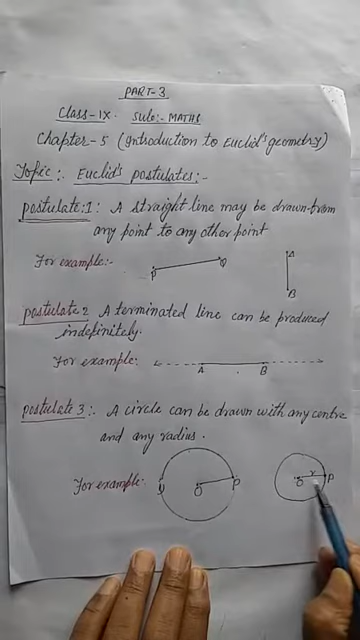 PART-3
Class-IX. Sub:- MATHS
Chapter-5 (Introduction to Euclid's geometry)
Topic:. Euclid's postulates:-
postulate:1: A straight line may be drawn from
any point to any other point
For example:-
P Q
A
B
postulate 2 A terminated line can be produced
indefinitely.
For example:
A B
postulate 3:. A circle can be drawn with any centre
and any radius.
For example:
Q O P
O r P